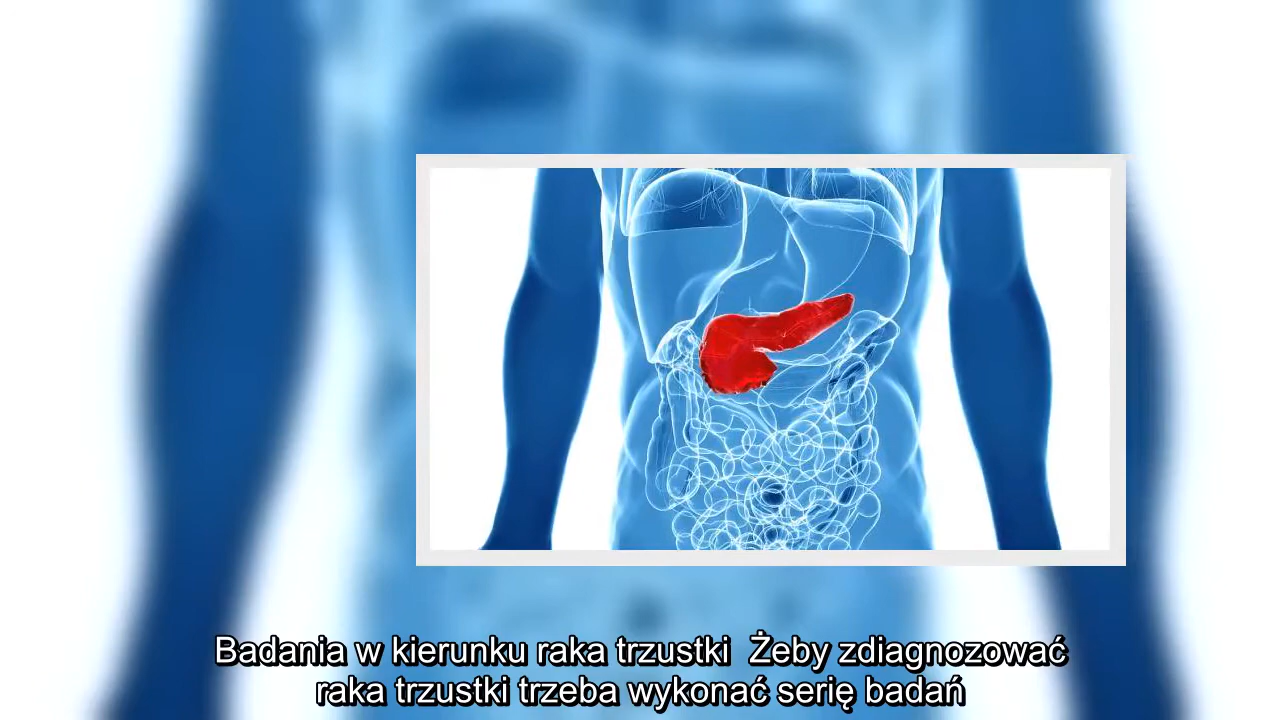 Badania w kierunku raka trzustki  Żeby zdiagnozować
raka trzustki trzeba wykonać serię badań